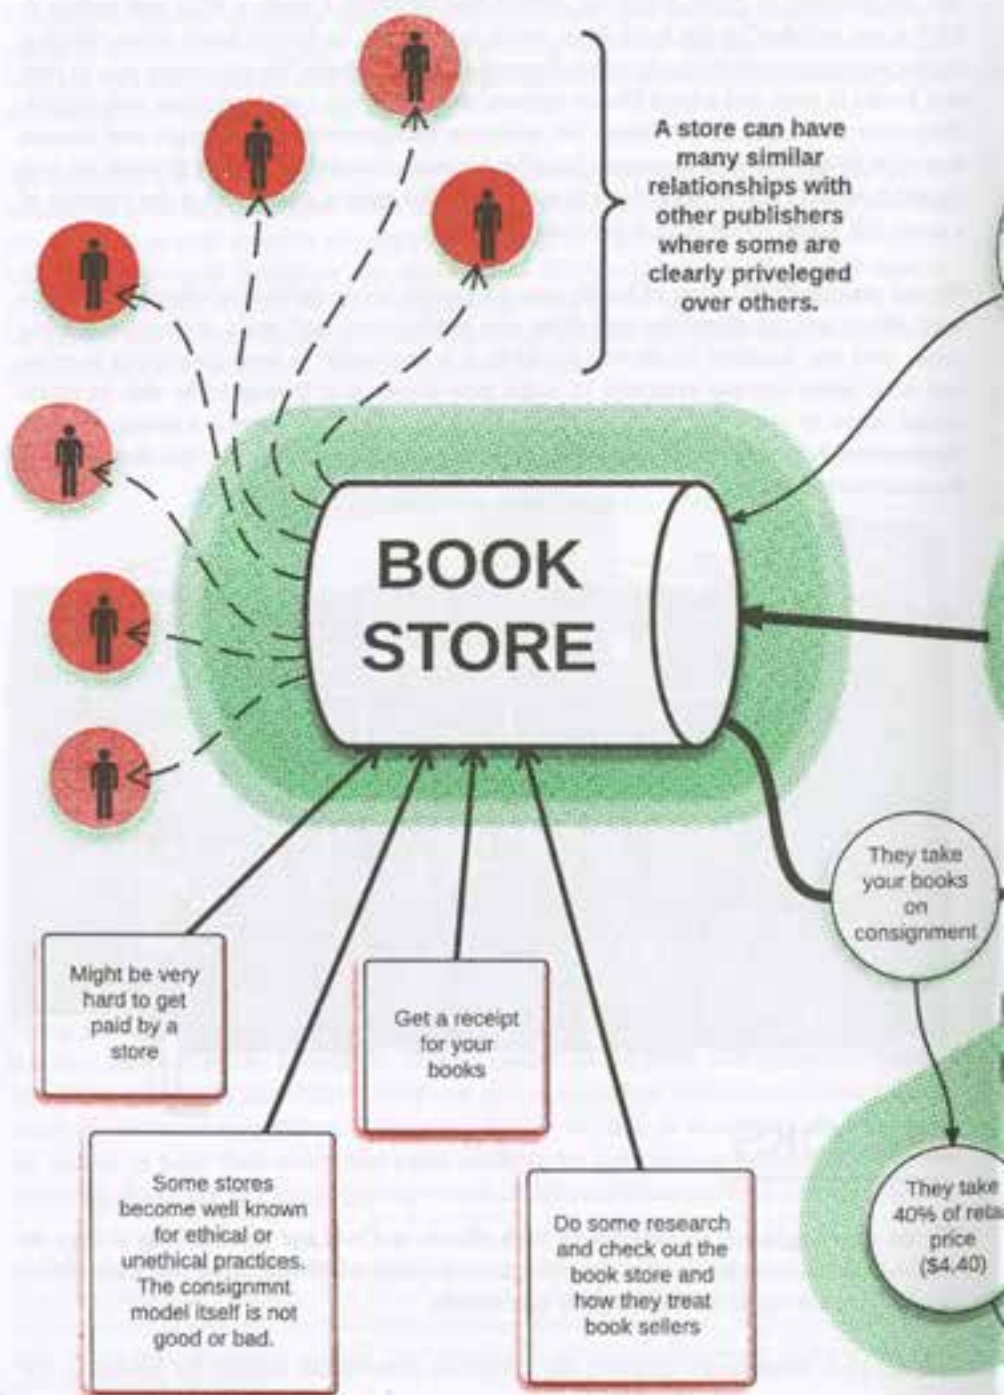 A store can have
many similar
relationships with
other publishers
where some are
clearly priveleged
over others.
BOOK
STORE
They take
your books
on
consignment
Might be very
hard to get
paid by a
store
Get a receipt
for your
books
Some stores
become well known
for ethical or
unethical practices.
The consignmnt
model itself is not
good or bad.
Do some research
and check out the
book store and
how they treat
book sellers
They take
40% of reta
price
($4,40)